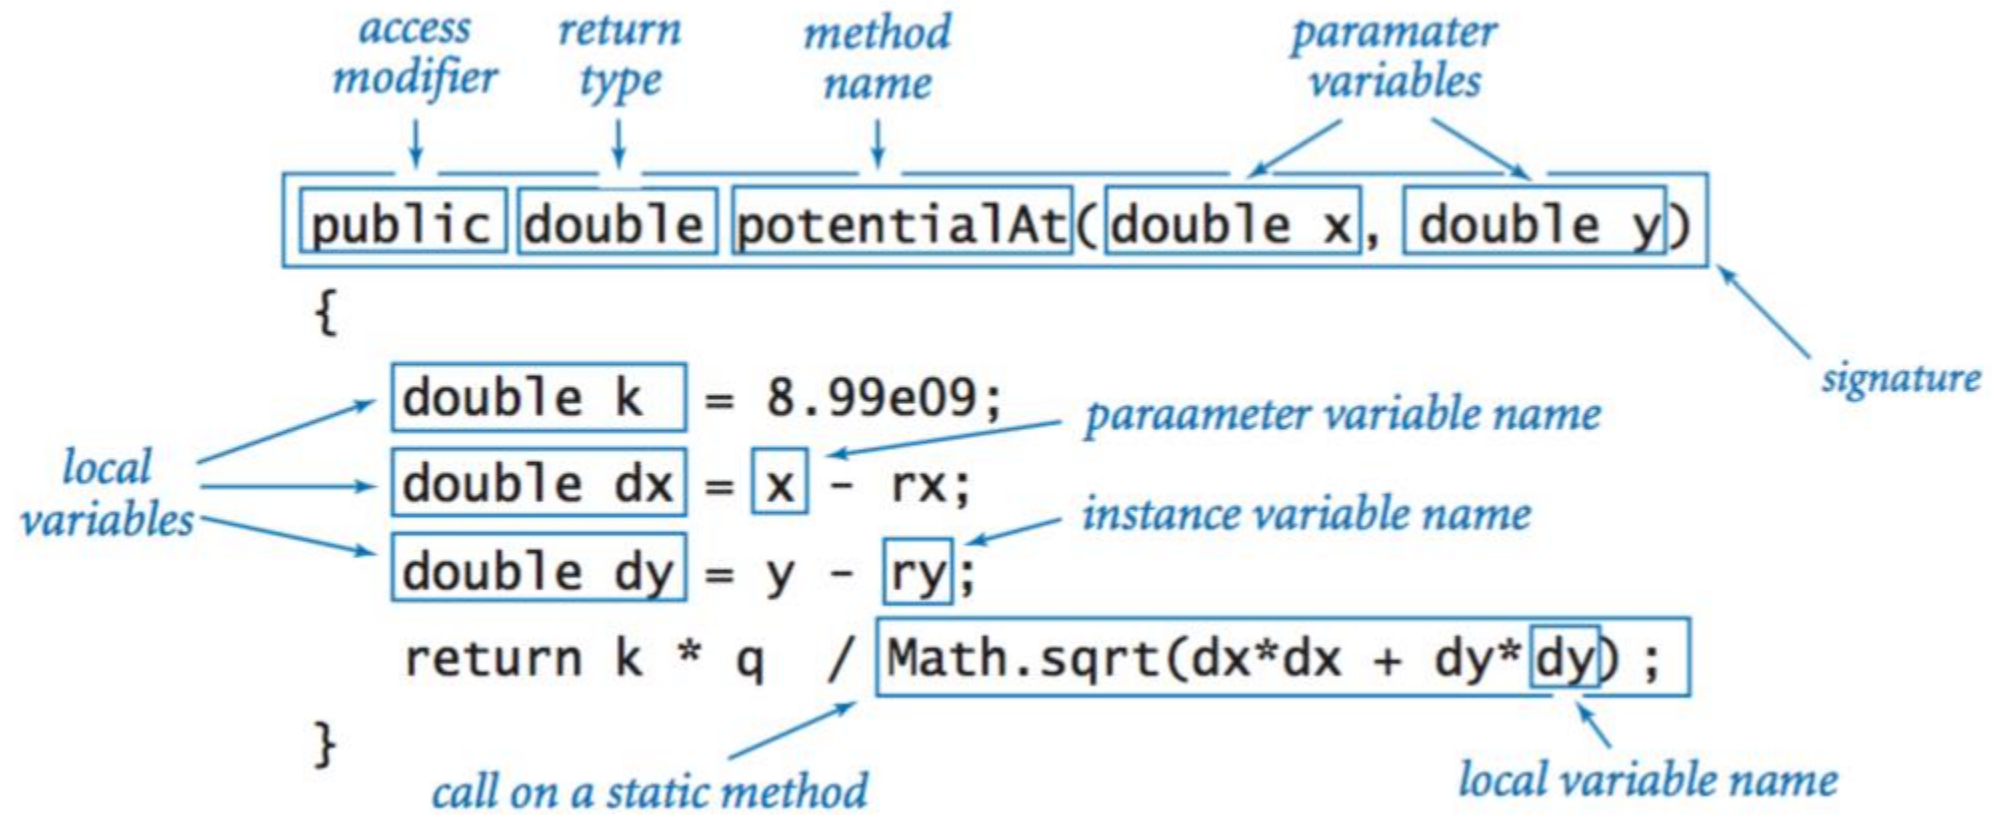 access modifier
return type
method name
paramater variables
public double potentialAt(double x, double y)
signature
{
double k = 8.99e09;
paraameter variable name
local variables
double dx = x - rx;
instance variable name
double dy = y - ry;
return k * q / Math.sqrt(dx*dx + dy*dy) ;
}
call on a static method
local variable name